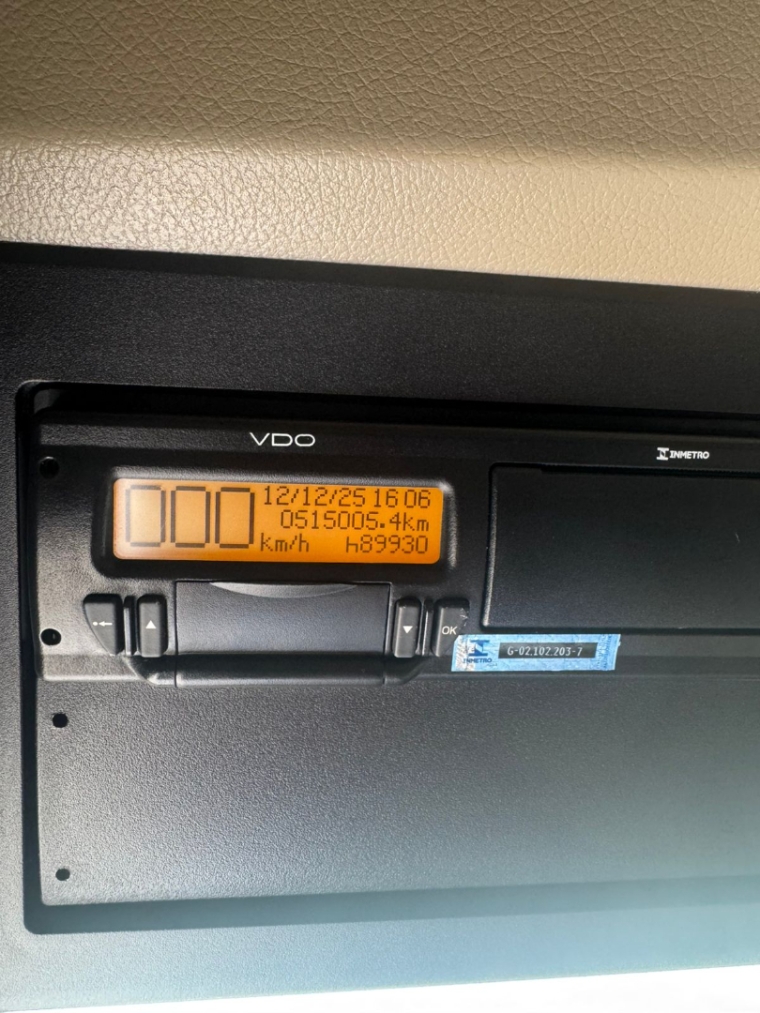 VDO
INMETRO
000 12/12/25 16 06
0515005.4km
km/h h89930
OK
INMETRO G-02.102.203-7